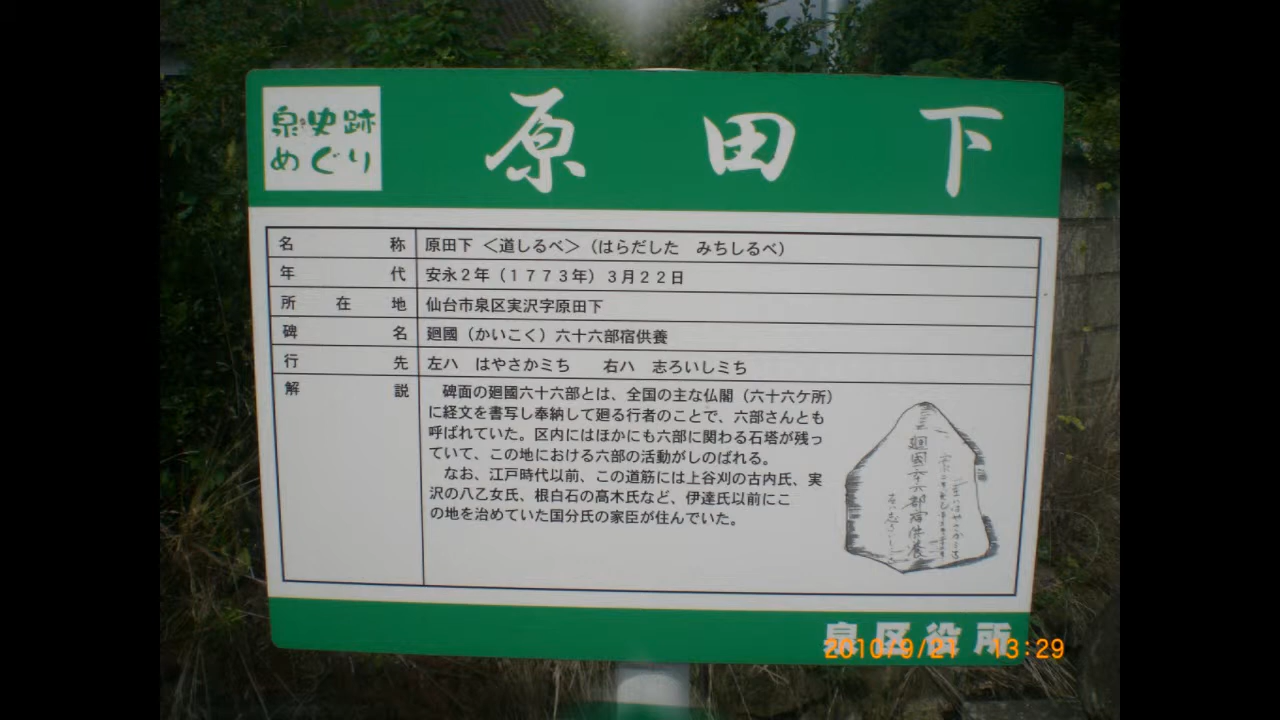 泉史跡
めぐり
原田下
名称 原田下 <道しるべ>（はらだした みちしるべ）
年代 安永2年（1773年）3月22日
所在地 仙台市泉区実沢字原田下
碑名 廻國（かいこく）六十六部宿供養
行先 左ハ はやさかミち 右ハ 志ろいしミち
解説 碑面の廻國六十六部とは、全国の主な仏閣（六十六ケ所）
に経文を書写し奉納して廻る行者のことで、六部さんとも
呼ばれていた。区内にはほかにも六部に関わる石塔が残っ
ていて、この地における六部の活動がしのばれる。
なお、江戸時代以前、この道筋には上谷刈の古内氏、実
沢の八乙女氏、根白石の高木氏など、伊達氏以前にこ
の地を治めていた国分氏の家臣が住んでいた。
廻國六十六部宿供養
泉区役所
2010/9/21 13:29